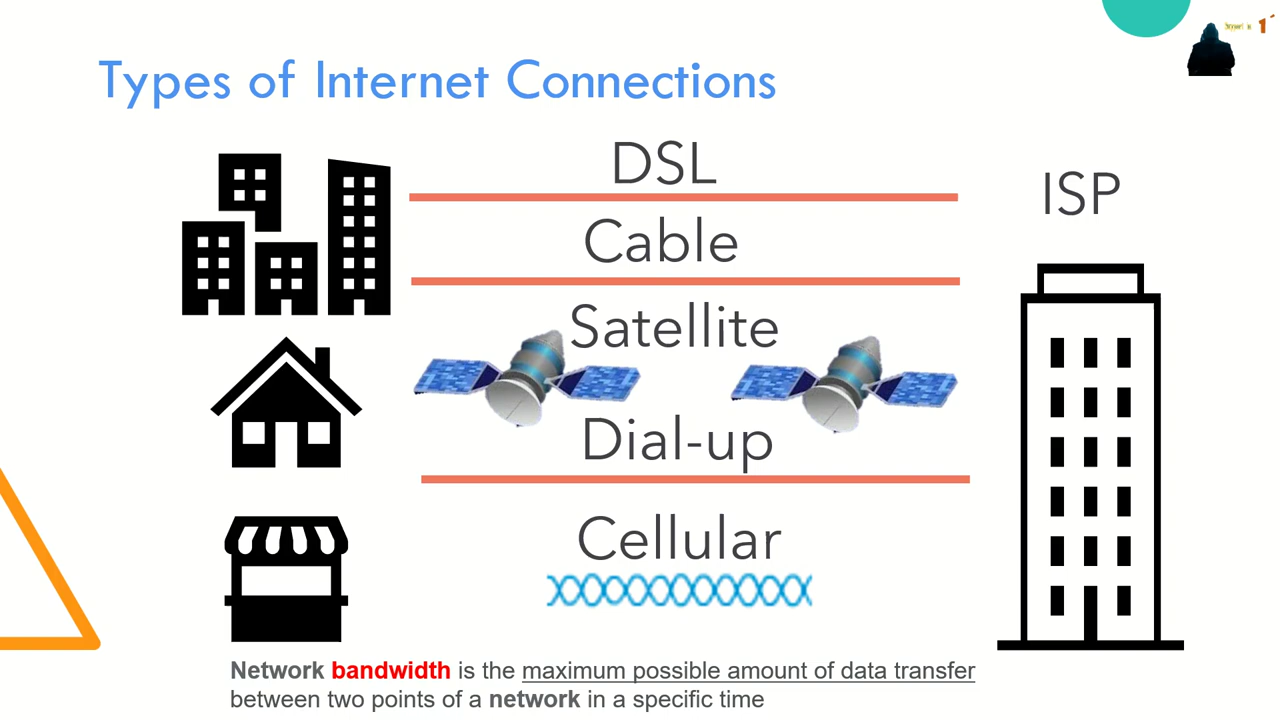 Types of Internet Connections
DSL
ISP
Cable
Satellite
Dial-up
Cellular
Network bandwidth is the maximum possible amount of data transfer
between two points of a network in a specific time